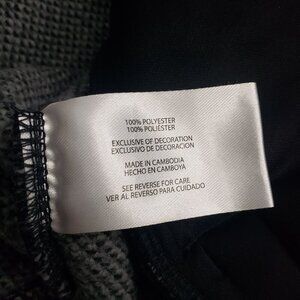 100% POLYESTER
100% POLIÉSTER
EXCLUSIVE OF DECORATION
EXCLUSIVO DE DECORACION
MADE IN CAMBODIA
HECHO EN CAMBOYA
SEE REVERSE FOR CARE
VER AL REVERSO PARA CUIDADO